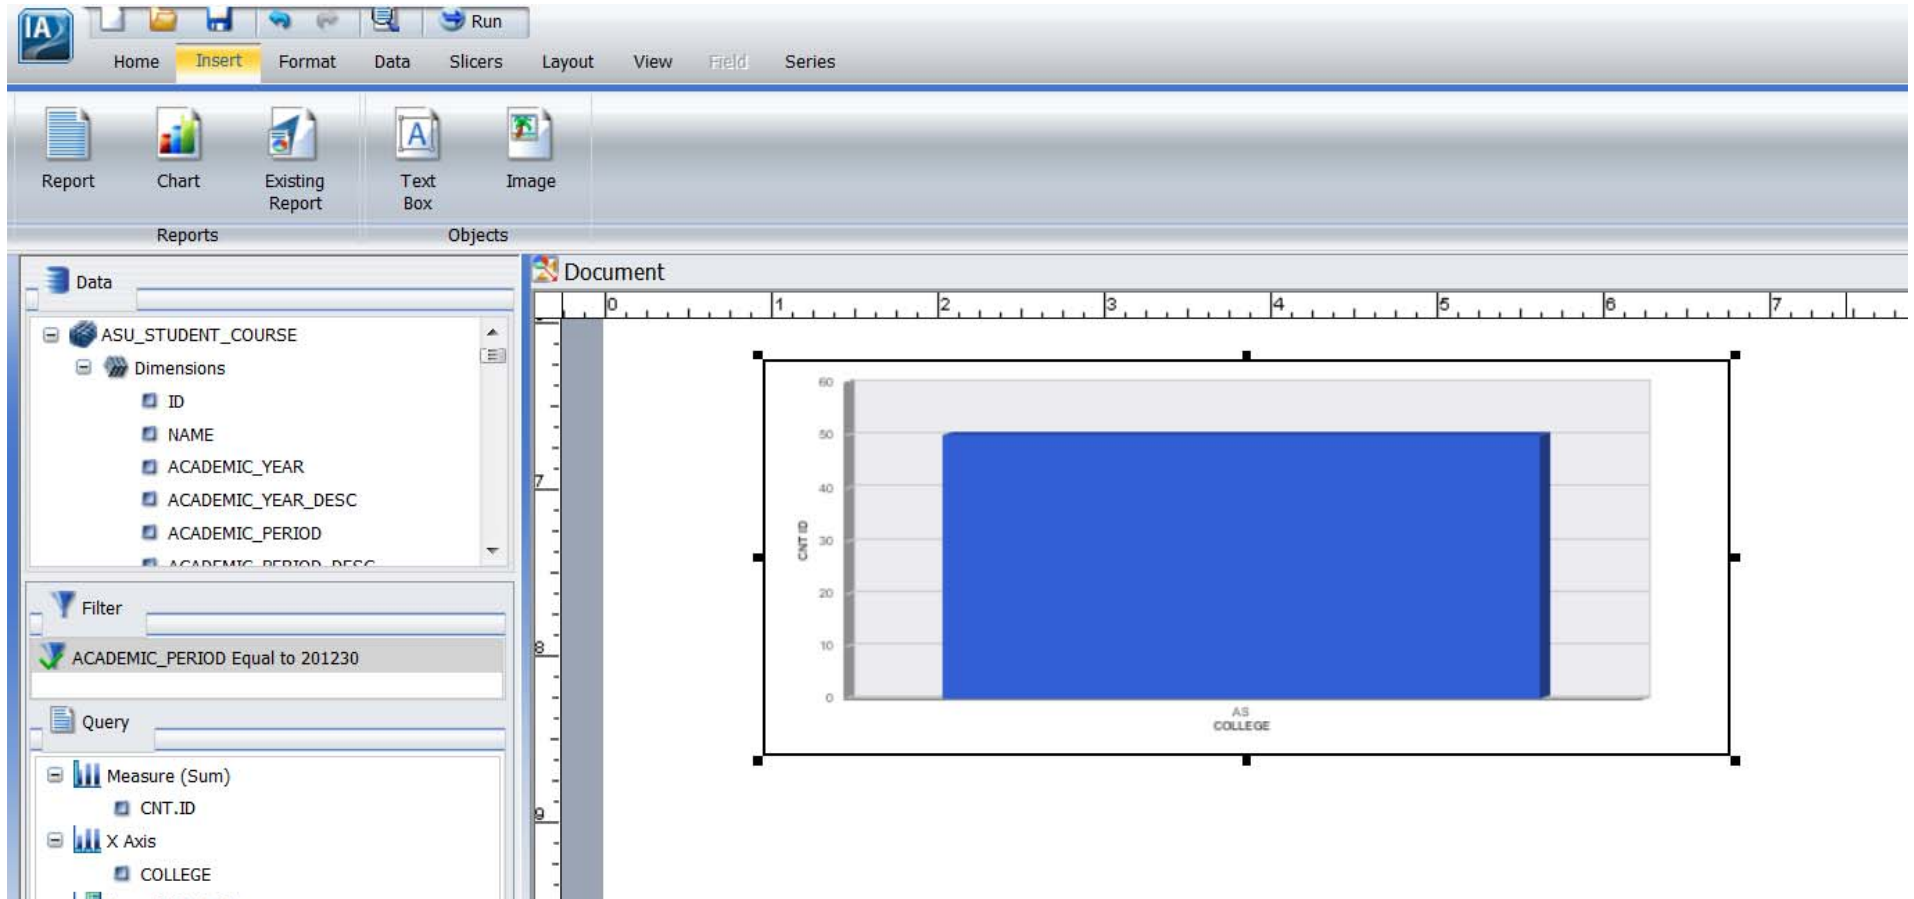 IA
Run
Home Insert Format Data Slicers Layout View Field Series
Report Chart Existing Report Text Box Image
Reports Objects
Data
ASU_STUDENT_COURSE
Dimensions
ID
NAME
ACADEMIC_YEAR
ACADEMIC_YEAR_DESC
ACADEMIC_PERIOD
ACADEMIC_PERIOD_DESC
Filter
ACADEMIC_PERIOD Equal to 201230
Query
Measure (Sum)
CNT.ID
X Axis
COLLEGE
Document
0 1 2 3 4 5 6 7
7
8
9
60
50
40
30
20
10
0
CNT ID
AS
COLLEGE